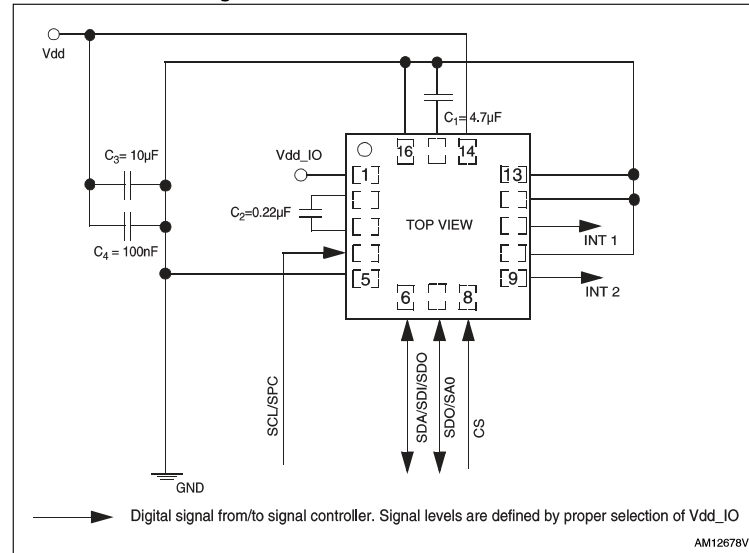 Vdd
C1= 4.7µF
C3= 10µF
Vdd_IO
16
14
1
13
C2=0.22µF
TOP VIEW
C4 = 100nF
INT 1
5
9
6
8
INT 2
SCL/SPC
SDA/SDI/SDO
SDO/SA0
CS
GND
Digital signal from/to signal controller. Signal levels are defined by proper selection of Vdd_IO
AM12678V